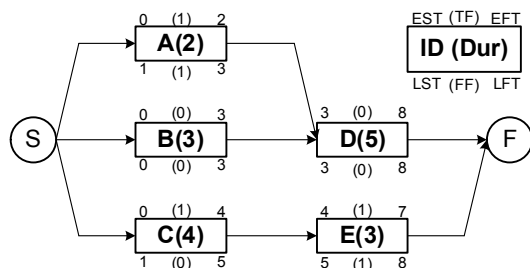 0 (1) 2
A(2)
1 (1) 3
EST (TF) EFT
ID (Dur)
LST (FF) LFT
S
0 (0) 3
B(3)
0 (0) 3
3 (0) 8
D(5)
3 (0) 8
F
0 (1) 4
C(4)
1 (0) 5
4 (1) 7
E(3)
5 (1) 8